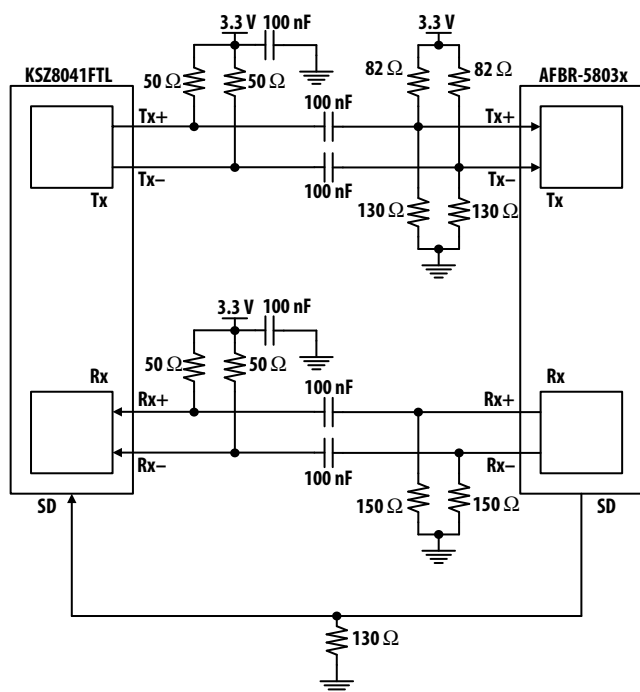 3.3 V 100 nF 3.3 V
KSZ8041FTL AFBR-5803x
50 Ω 50 Ω 82 Ω 82 Ω
Tx+ 100 nF Tx+
Tx– 100 nF Tx–
Tx Tx
130 Ω 130 Ω
3.3 V 100 nF
50 Ω 50 Ω
Rx Rx
Rx+ 100 nF Rx+
Rx– 100 nF Rx–
SD 150 Ω 150 Ω SD
130 Ω